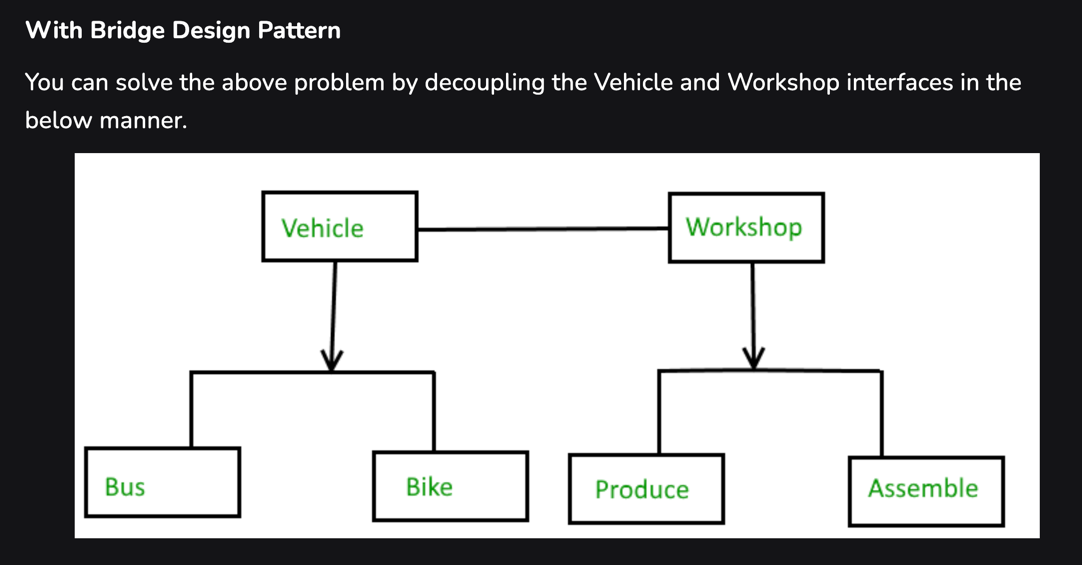 With Bridge Design Pattern
You can solve the above problem by decoupling the Vehicle and Workshop interfaces in the
below manner.
Vehicle
Workshop
Bus
Bike
Produce
Assemble